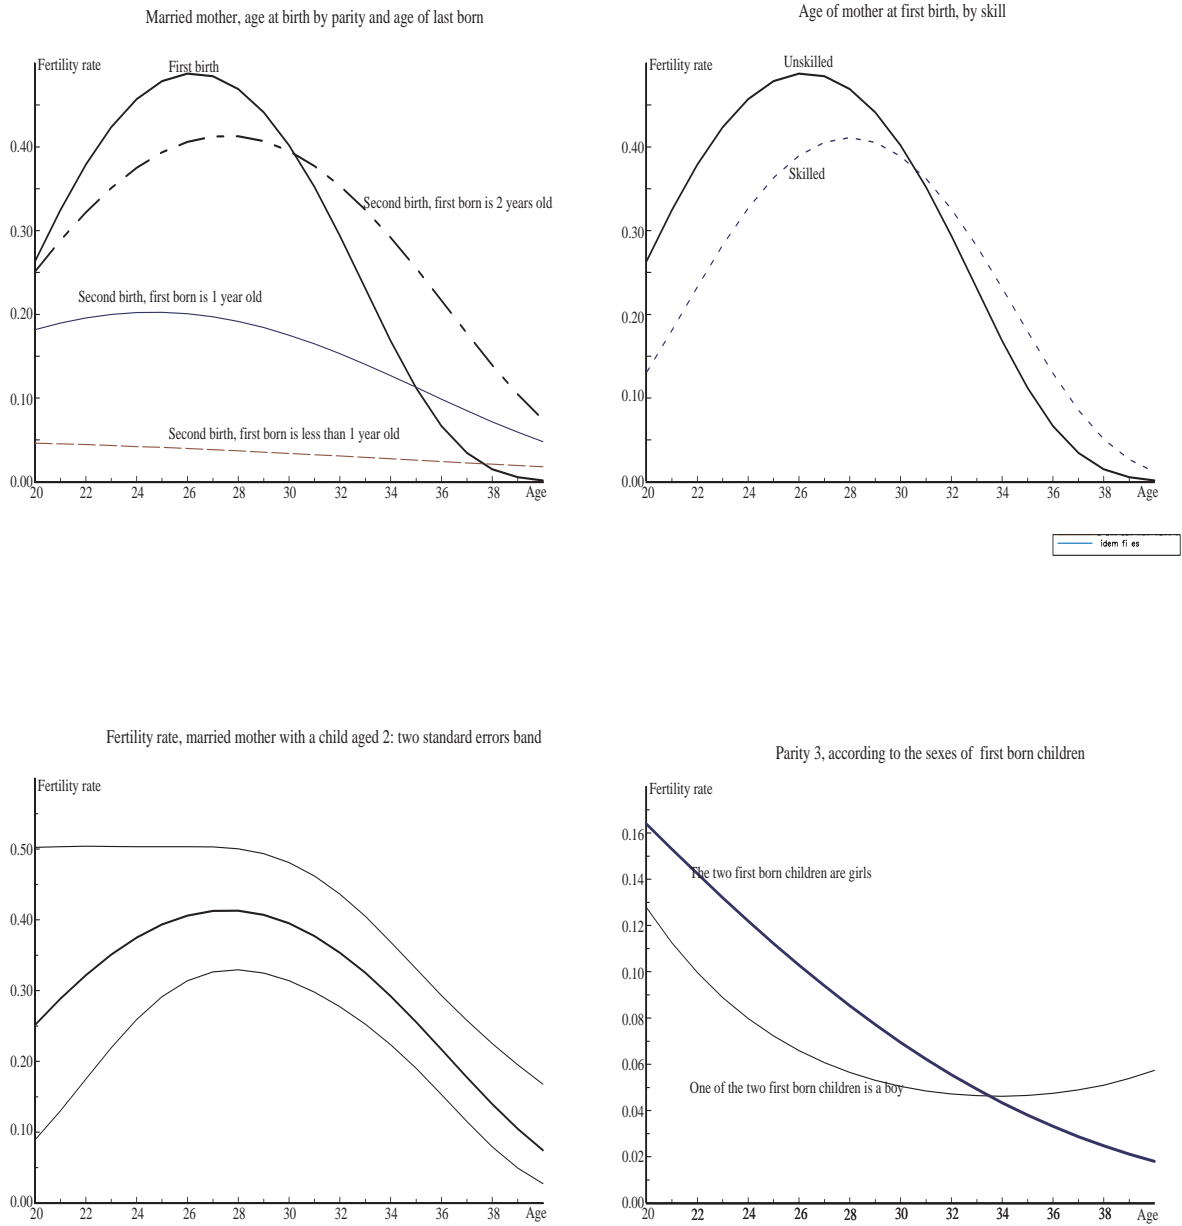 Married mother, age at birth by parity and age of last born
Fertility rate
First birth
0.40
Second birth, first born is 2 years old
0.30
Second birth, first born is 1 year old
0.20
0.10
Second birth, first born is less than 1 year old
0.00
20 22 24 26 28 30 32 34 36 38 Age
Age of mother at first birth, by skill
Fertility rate
Unskilled
0.40
Skilled
0.30
0.20
0.10
0.00
20 22 24 26 28 30 32 34 36 38 Age
idem fi es
Fertility rate, married mother with a child aged 2: two standard errors band
Fertility rate
0.50
0.40
0.30
0.20
0.10
0.00
20 22 24 26 28 30 32 34 36 38 Age
Parity 3, according to the sexes of first born children
Fertility rate
0.16
The two first born children are girls
0.14
0.12
0.10
0.08
0.06
One of the two first born children is a boy
0.04
0.02
0.00
20 22 24 26 28 30 32 34 36 38 Age